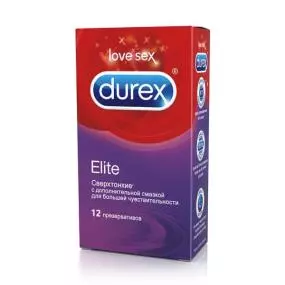 love sex
durex
Elite
Сверхтонкие
с дополнительной смазкой
для большей чувствительности
12 презервативов